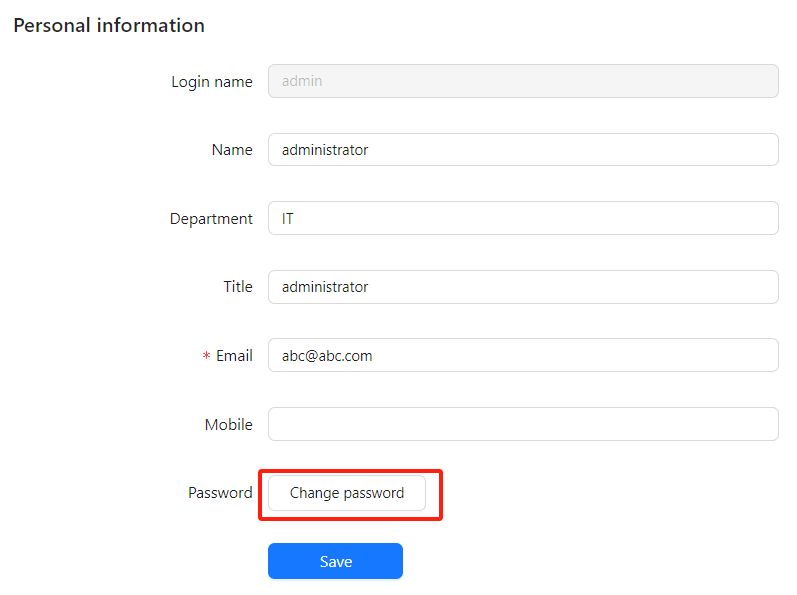 Personal information
Login name admin
Name administrator
Department IT
Title administrator
* Email abc@abc.com
Mobile
Password Change password
Save